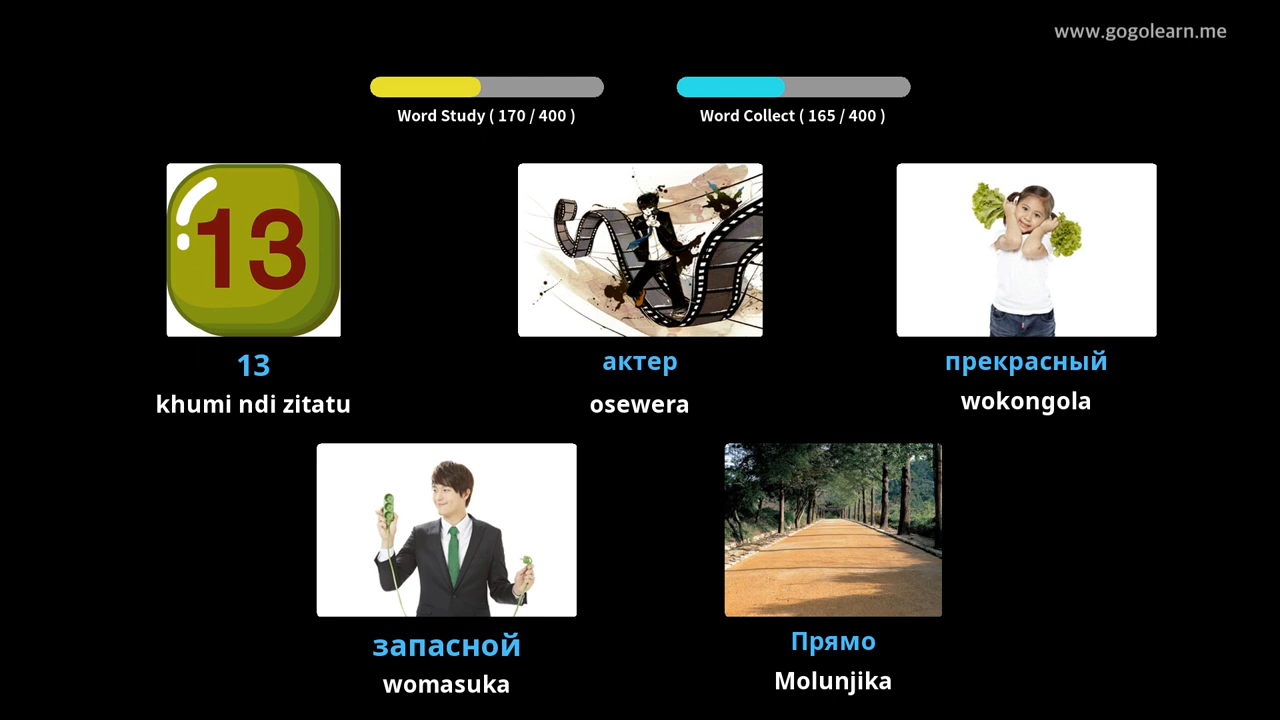 www.gogolearn.me
Word Study ( 170 / 400 )
Word Collect ( 165 / 400 )
13
13
khumi ndi zitatu
актер
osewera
прекрасный
wokongola
запасной
womasuka
Прямо
Molunjika